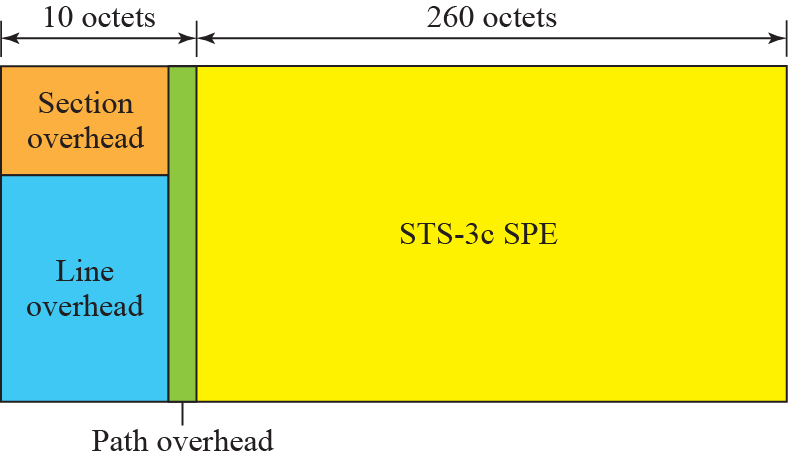 10 octets
260 octets
Section
overhead
STS-3c SPE
Line
overhead
Path overhead